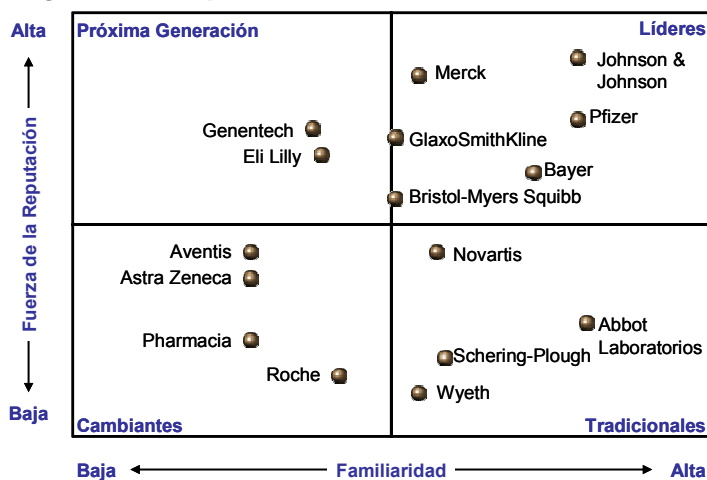 Alta
Próxima Generación
Líderes
Merck
Johnson &
Johnson
Genentech
Pfizer
GlaxoSmithKline
Eli Lilly
Bayer
Bristol-Myers Squibb
Fuerza de la Reputación
Aventis
Novartis
Astra Zeneca
Pharmacia
Abbot
Laboratorios
Schering-Plough
Roche
Wyeth
Baja
Cambiantes
Tradicionales
Baja
Familiaridad
Alta